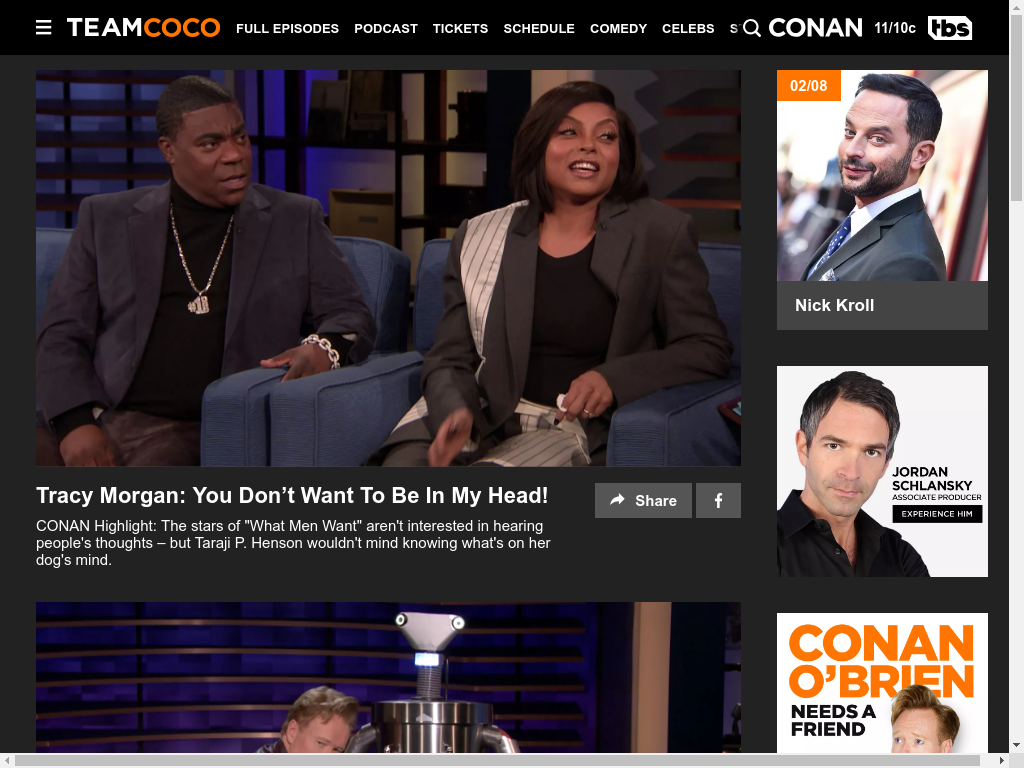 TEAMCOCO
FULL EPISODES
PODCAST
TICKETS
SCHEDULE
COMEDY
CELEBS
CONAN
11/10c
tbs
02/08
Nick Kroll
#18
Tracy Morgan: You Don’t Want To Be In My Head!
Share
f
CONAN Highlight: The stars of "What Men Want" aren't interested in hearing
people's thoughts – but Taraji P. Henson wouldn't mind knowing what's on her
dog's mind.
JORDAN
SCHLANSKY
ASSOCIATE PRODUCER
EXPERIENCE HIM
CONAN
O’BRIEN
NEEDS A
FRIEND